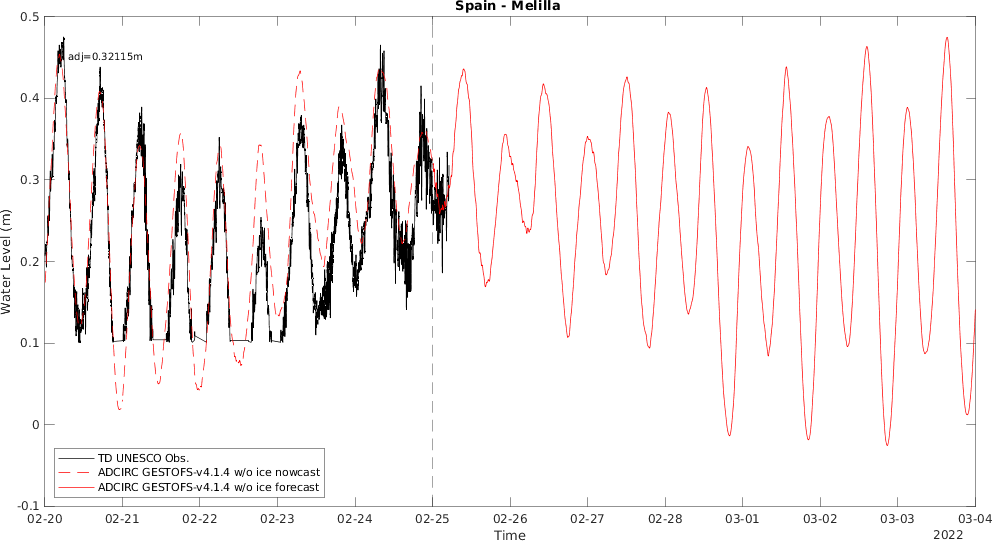 Spain - Melilla
adj=0.32115m
Water Level (m)
0.5
0.4
0.3
0.2
0.1
0
-0.1
TD UNESCO Obs.
ADCIRC GESTOFS-v4.1.4 w/o ice nowcast
ADCIRC GESTOFS-v4.1.4 w/o ice forecast
02-20 02-21 02-22 02-23 02-24 02-25 02-26 02-27 02-28 03-01 03-02 03-03 03-04
Time
2022